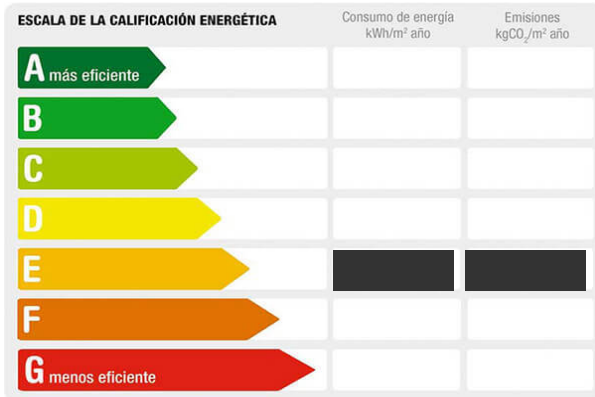 ESCALA DE LA CALIFICACIÓN ENERGÉTICA
Consumo de energía
kWh/m² año
Emisiones
kgCO₂/m² año
A más eficiente
B
C
D
E
F
G menos eficiente